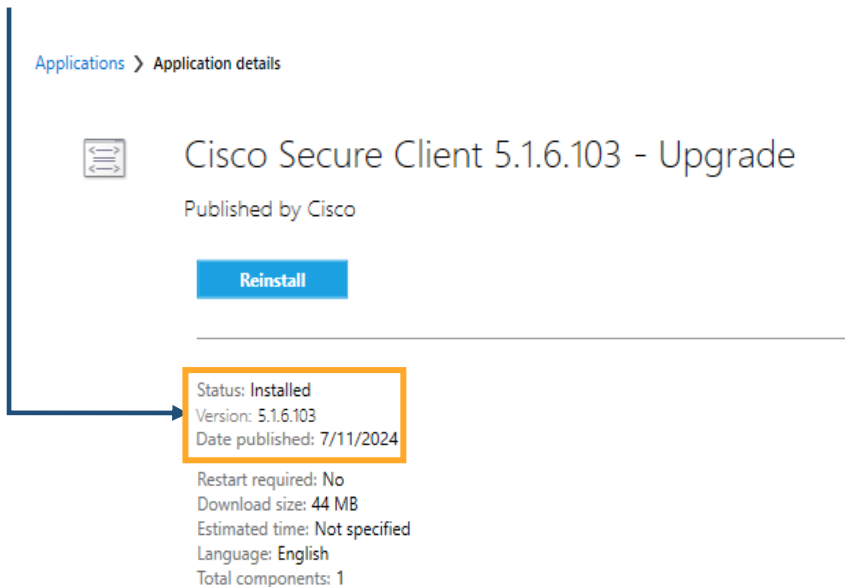 Applications ❯ Application details
Cisco Secure Client 5.1.6.103 - Upgrade
Published by Cisco
Reinstall
Status: Installed
Version: 5.1.6.103
Date published: 7/11/2024
Restart required: No
Download size: 44 MB
Estimated time: Not specified
Language: English
Total components: 1